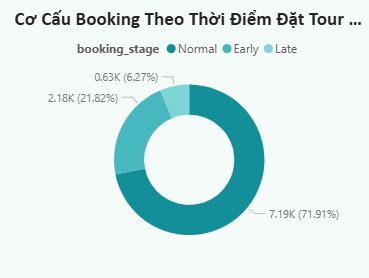 Cơ Cấu Booking Theo Thời Điểm Đặt Tour ...
booking_stage Normal Early Late
0.63K (6.27%)
2.18K (21.82%)
7.19K (71.91%)